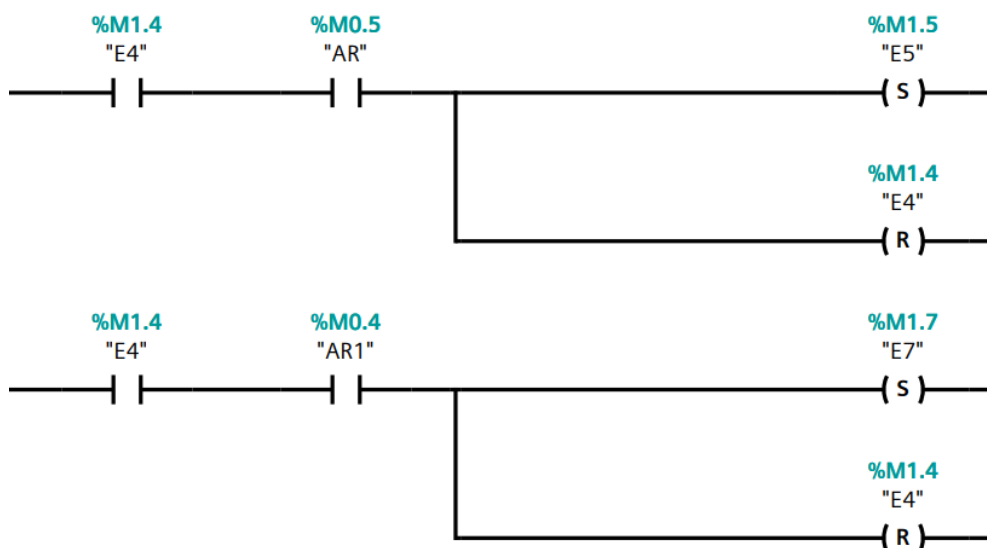 %M1.4 %M0.5 %M1.5
"E4" "AR" "E5"
S
%M1.4
"E4"
R
%M1.4 %M0.4 %M1.7
"E4" "AR1" "E7"
S
%M1.4
"E4"
R